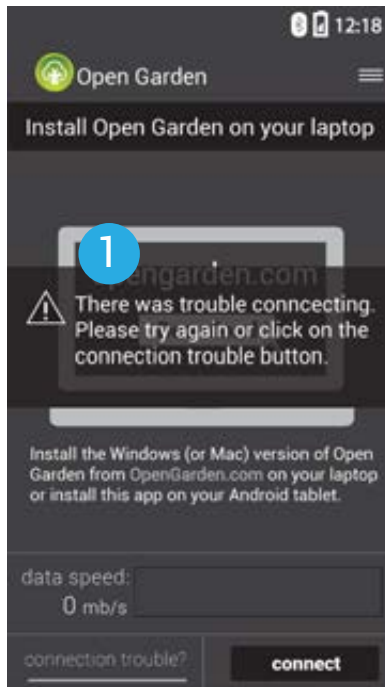 12:18
Open Garden
Install Open Garden on your laptop
1
opengarden.com
There was trouble conncecting.
Please try again or click on the
connection trouble button.
Install the Windows (or Mac) version of Open
Garden from OpenGarden.com on your laptop
or install this app on your Android tablet.
data speed:
0 mb/s
connection trouble?
connect